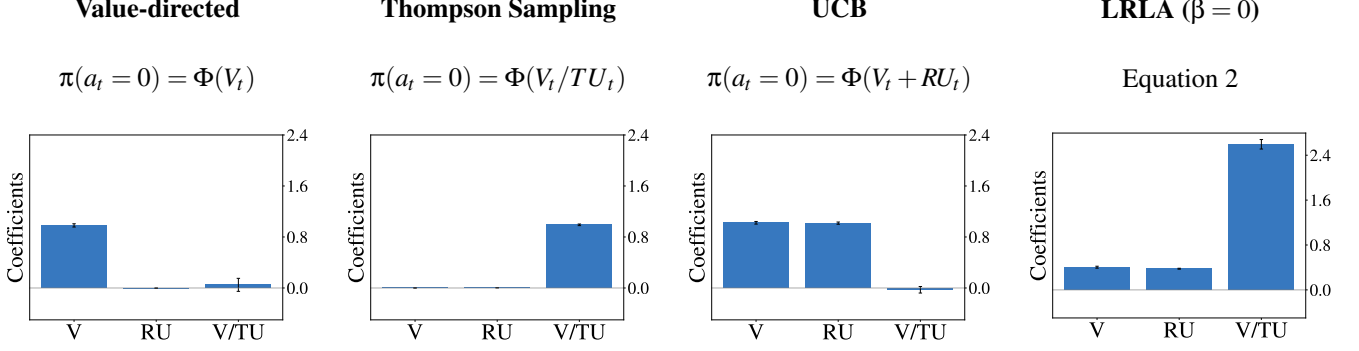 Value-directed
Thompson Sampling
UCB
LRLA (β = 0)
π(a_t = 0) = Φ(V_t)
π(a_t = 0) = Φ(V_t/TU_t)
π(a_t = 0) = Φ(V_t + RU_t)
Equation 2
Coefficients
2.4
1.6
0.8
0.0
V RU V/TU
Coefficients
2.4
1.6
0.8
0.0
V RU V/TU
Coefficients
2.4
1.6
0.8
0.0
V RU V/TU
Coefficients
2.4
1.6
0.8
0.0
V RU V/TU